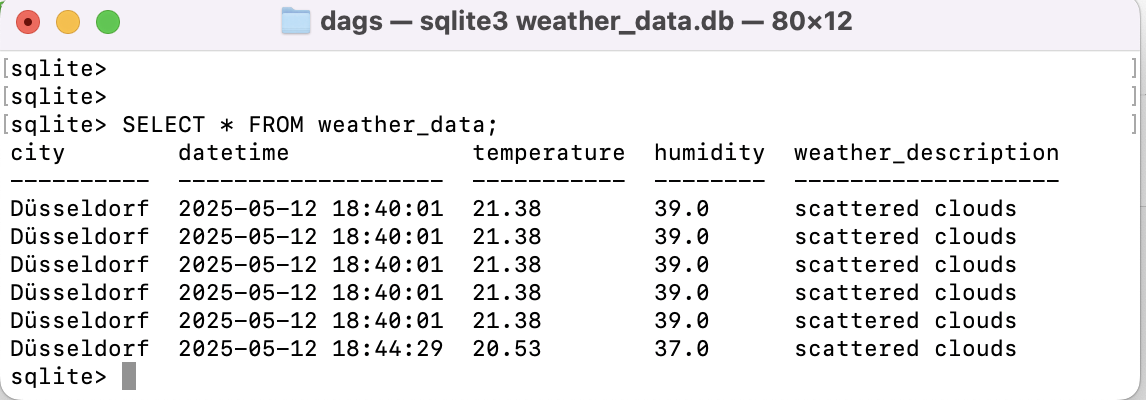 dags — sqlite3 weather_data.db — 80×12
[sqlite> ]
[sqlite> ]
[sqlite> SELECT * FROM weather_data; ]
city        datetime             temperature  humidity  weather_description
----------  -------------------  -----------  --------  -------------------
Düsseldorf  2025-05-12 18:40:01  21.38        39.0      scattered clouds
Düsseldorf  2025-05-12 18:40:01  21.38        39.0      scattered clouds
Düsseldorf  2025-05-12 18:40:01  21.38        39.0      scattered clouds
Düsseldorf  2025-05-12 18:40:01  21.38        39.0      scattered clouds
Düsseldorf  2025-05-12 18:40:01  21.38        39.0      scattered clouds
Düsseldorf  2025-05-12 18:44:29  20.53        37.0      scattered clouds
sqlite>